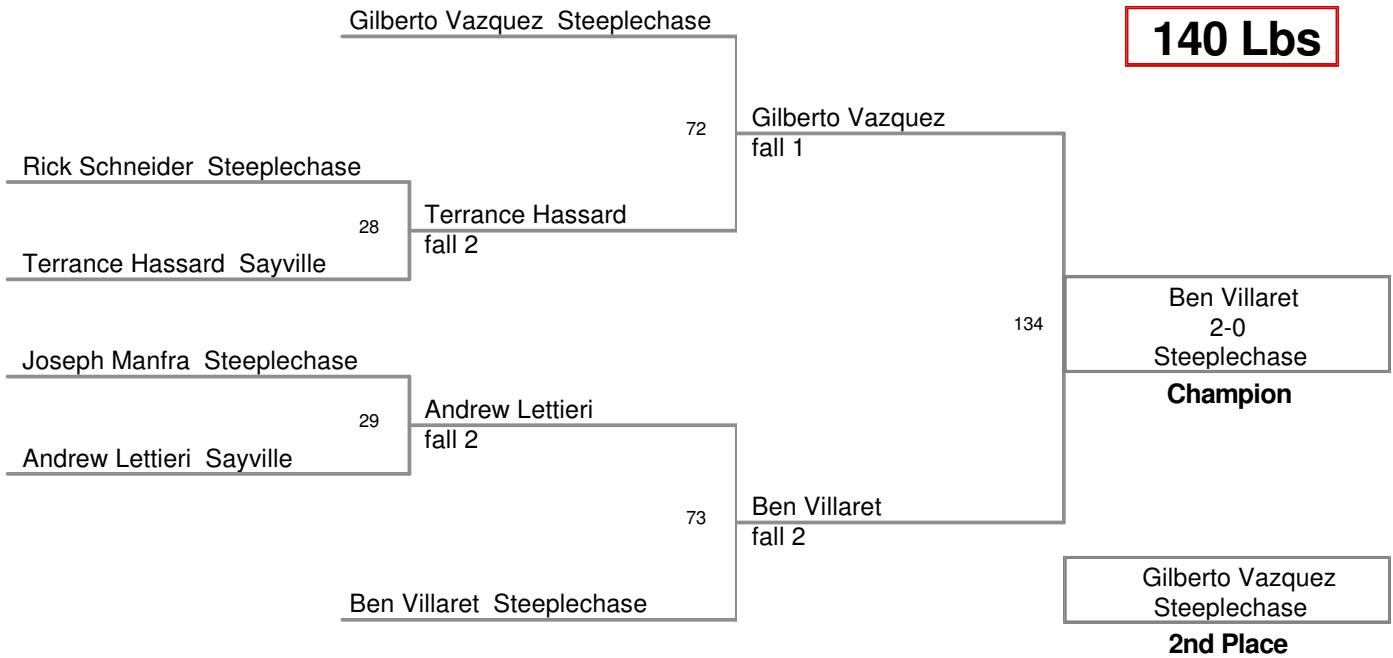 Gilberto Vazquez Steeplechase
140 Lbs
72
Gilberto Vazquez
fall 1
Rick Schneider Steeplechase
28
Terrance Hassard
fall 2
Terrance Hassard Sayville
Ben Villaret
2-0
Steeplechase
Champion
134
Joseph Manfra Steeplechase
29
Andrew Lettieri
fall 2
Andrew Lettieri Sayville
73
Ben Villaret
fall 2
Ben Villaret Steeplechase
Gilberto Vazquez
Steeplechase
2nd Place